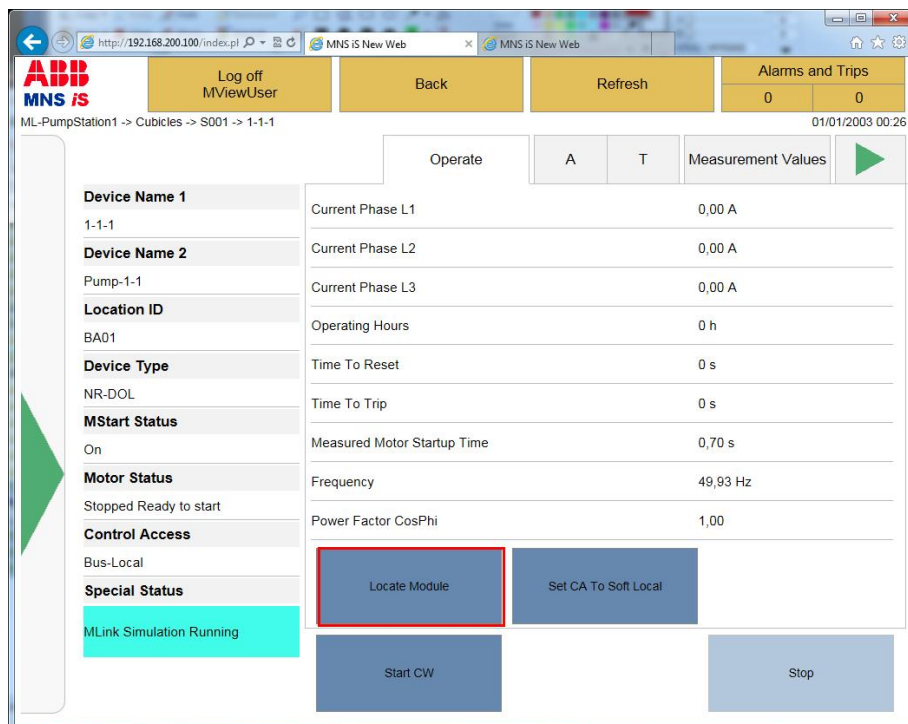 http://192.168.200.100/index.pl
MNS iS New Web
MNS iS New Web
ABB
MNS iS
Log off
MViewUser
Back
Refresh
Alarms and Trips
0
0
ML-PumpStation1 -> Cubicles -> S001 -> 1-1-1
01/01/2003 00:26
Operate
A
T
Measurement Values
Device Name 1
1-1-1
Device Name 2
Pump-1-1
Location ID
BA01
Device Type
NR-DOL
MStart Status
On
Motor Status
Stopped Ready to start
Control Access
Bus-Local
Special Status
MLink Simulation Running
Current Phase L1 0,00 A
Current Phase L2 0,00 A
Current Phase L3 0,00 A
Operating Hours 0 h
Time To Reset 0 s
Time To Trip 0 s
Measured Motor Startup Time 0,70 s
Frequency 49,93 Hz
Power Factor CosPhi 1,00
Locate Module
Set CA To Soft Local
Start CW
Stop